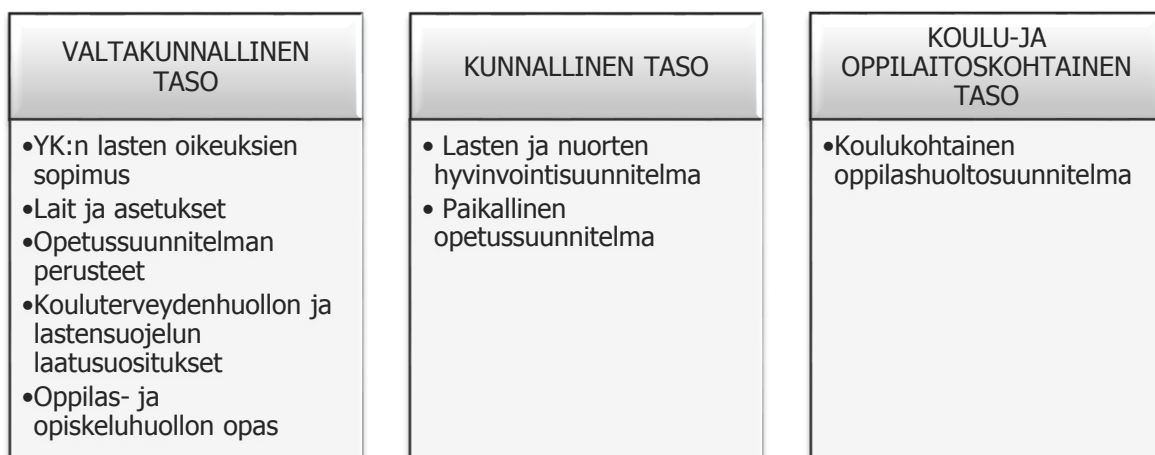 VALTAKUNNALLINEN
TASO
•YK:n lasten oikeuksien
sopimus
•Lait ja asetukset
•Opetussuunnitelman
perusteet
•Kouluterveydenhuollon ja
lastensuojelun
laatusuositukset
•Oppilas- ja
opiskeluhuollon opas
KUNNALLINEN TASO
• Lasten ja nuorten
hyvinvointisuunnitelma
• Paikallinen
opetussuunnitelma
KOULU-JA
OPPILAITOSKOHTAINEN
TASO
•Koulukohtainen
oppilashuoltosuunnitelma